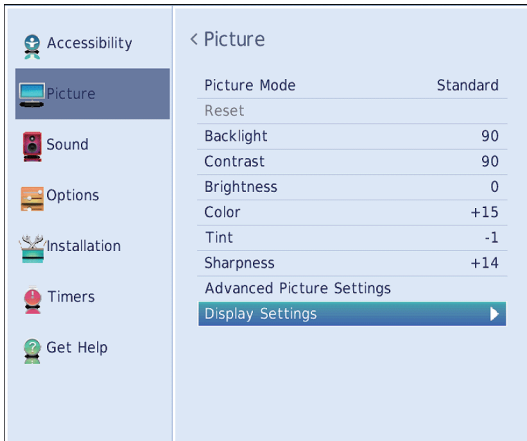 Accessibility
Picture
Sound
Options
Installation
Timers
Get Help
< Picture
Picture Mode Standard
Reset
Backlight 90
Contrast 90
Brightness 0
Color +15
Tint -1
Sharpness +14
Advanced Picture Settings
Display Settings